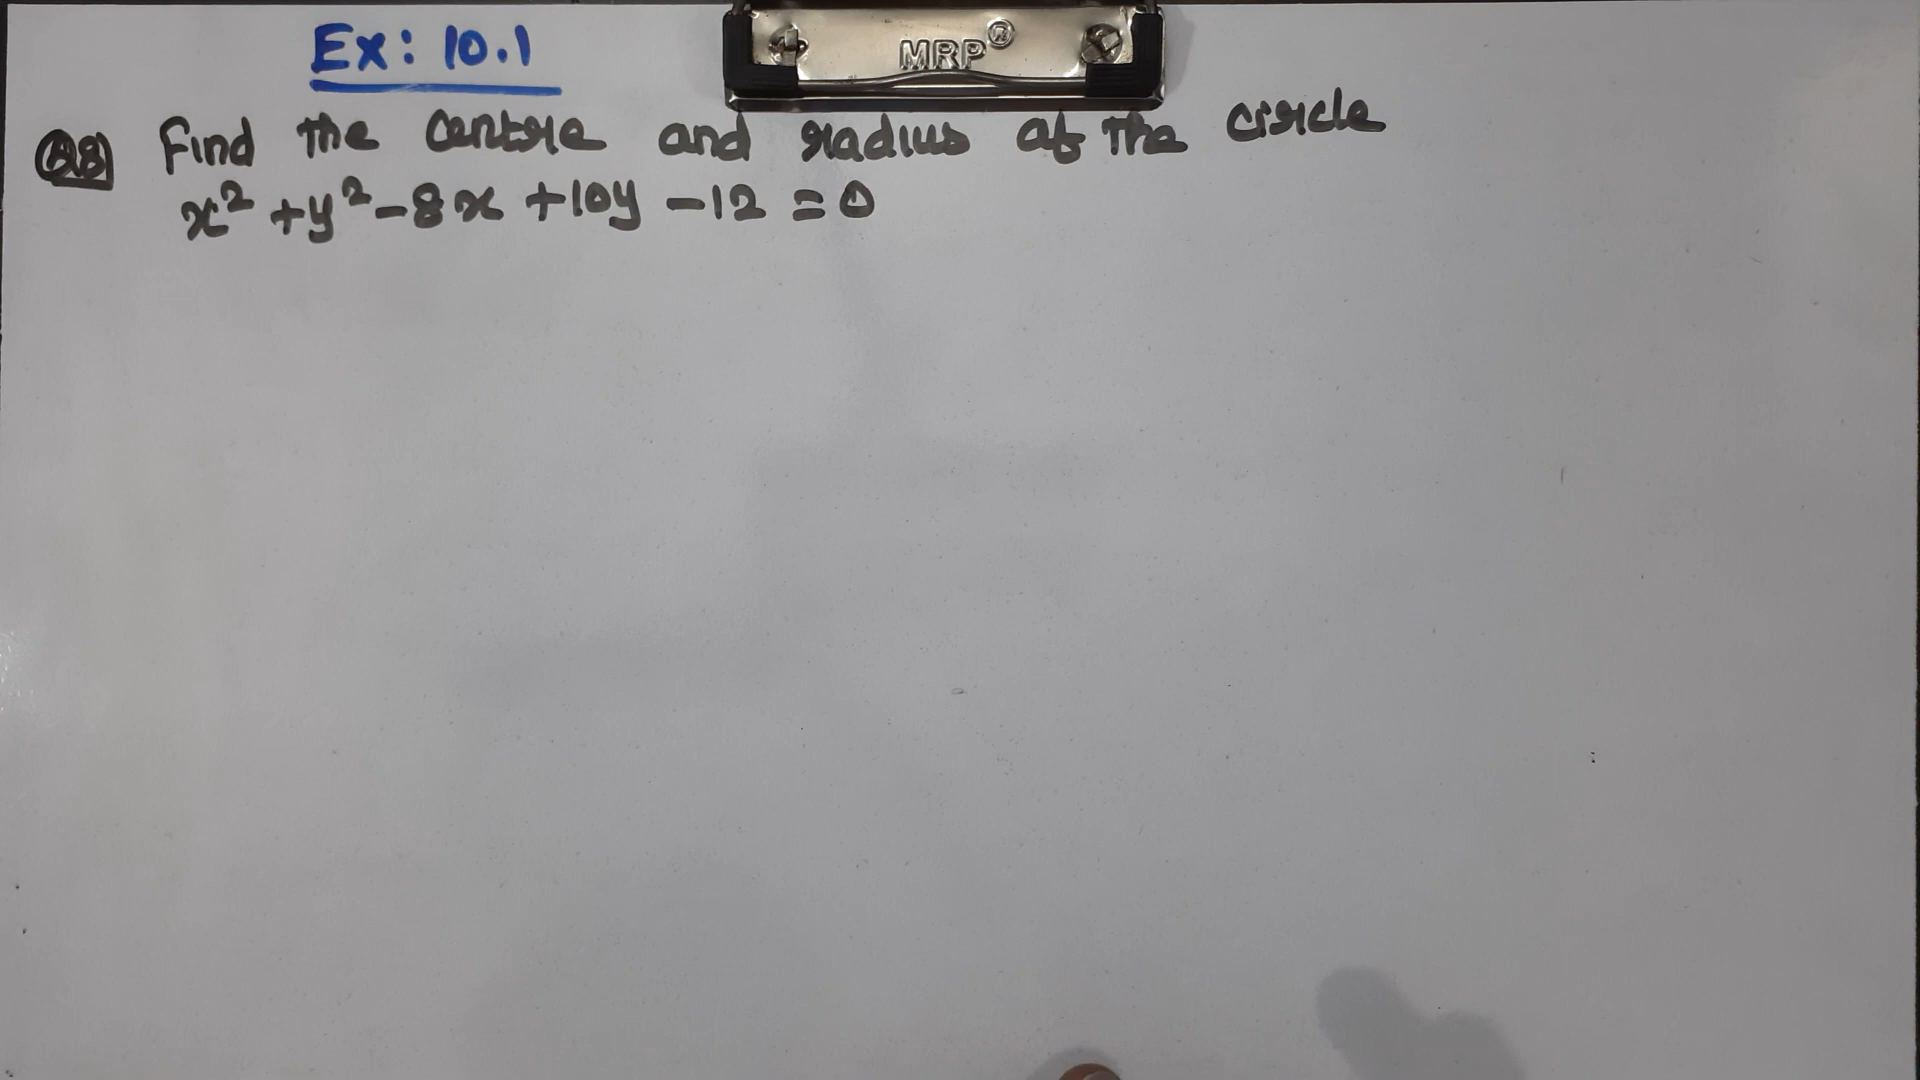 MRP®
Ex: 10.1
Q8) Find the centre and radius of the circle
x² + y² - 8x + 10y - 12 = 0